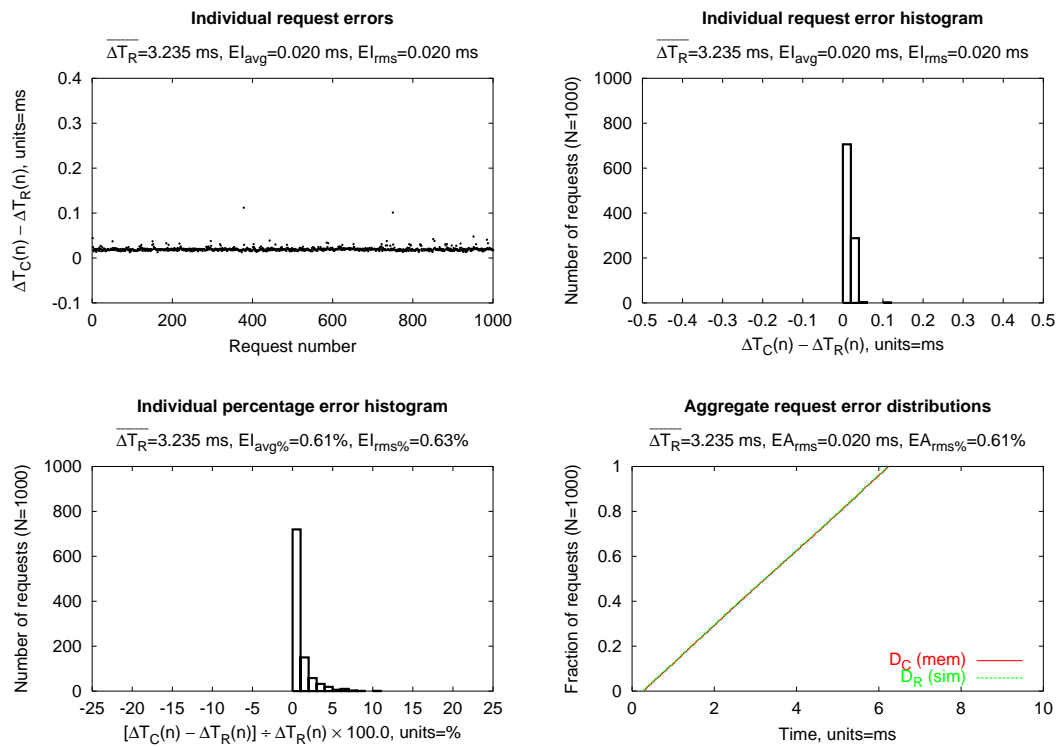 Individual request errors
ΔT_R=3.235 ms, EI_avg=0.020 ms, EI_rms=0.020 ms
ΔT_C(n) − ΔT_R(n), units=ms
0.4
0.3
0.2
0.1
0
-0.1
0 200 400 600 800 1000
Request number
Individual request error histogram
ΔT_R=3.235 ms, EI_avg=0.020 ms, EI_rms=0.020 ms
Number of requests (N=1000)
1000
800
600
400
200
0
-0.5 -0.4 -0.3 -0.2 -0.1 0 0.1 0.2 0.3 0.4 0.5
ΔT_C(n) − ΔT_R(n), units=ms
Individual percentage error histogram
ΔT_R=3.235 ms, EI_avg%=0.61%, EI_rms%=0.63%
Number of requests (N=1000)
1000
800
600
400
200
0
-25 -20 -15 -10 -5 0 5 10 15 20 25
[ΔT_C(n) − ΔT_R(n)] ÷ ΔT_R(n) × 100.0, units=%
Aggregate request error distributions
ΔT_R=3.235 ms, EA_rms=0.020 ms, EA_rms%=0.61%
Fraction of requests (N=1000)
1
0.8
0.6
0.4
0.2
0
D_C (mem)
D_R (sim)
0 2 4 6 8 10
Time, units=ms